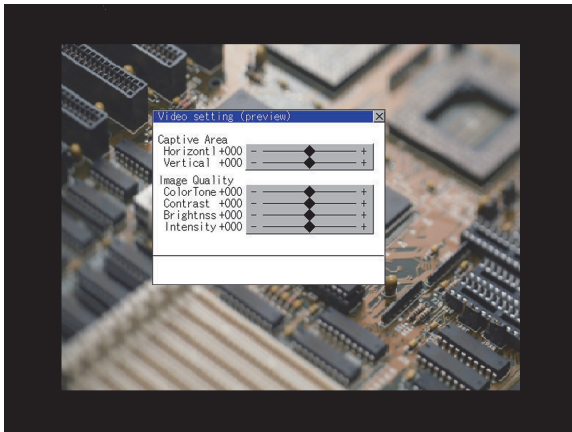 Video setting (preview) ×
Captive Area
Horizontl +000 - +
Vertical +000 - +
Image Quality
ColorTone +000 - +
Contrast +000 - +
Brightnss +000 - +
Intensity +000 - +